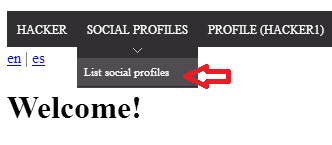 HACKER SOCIAL PROFILES PROFILE (HACKER1)
en | es
List social profiles
Welcome!